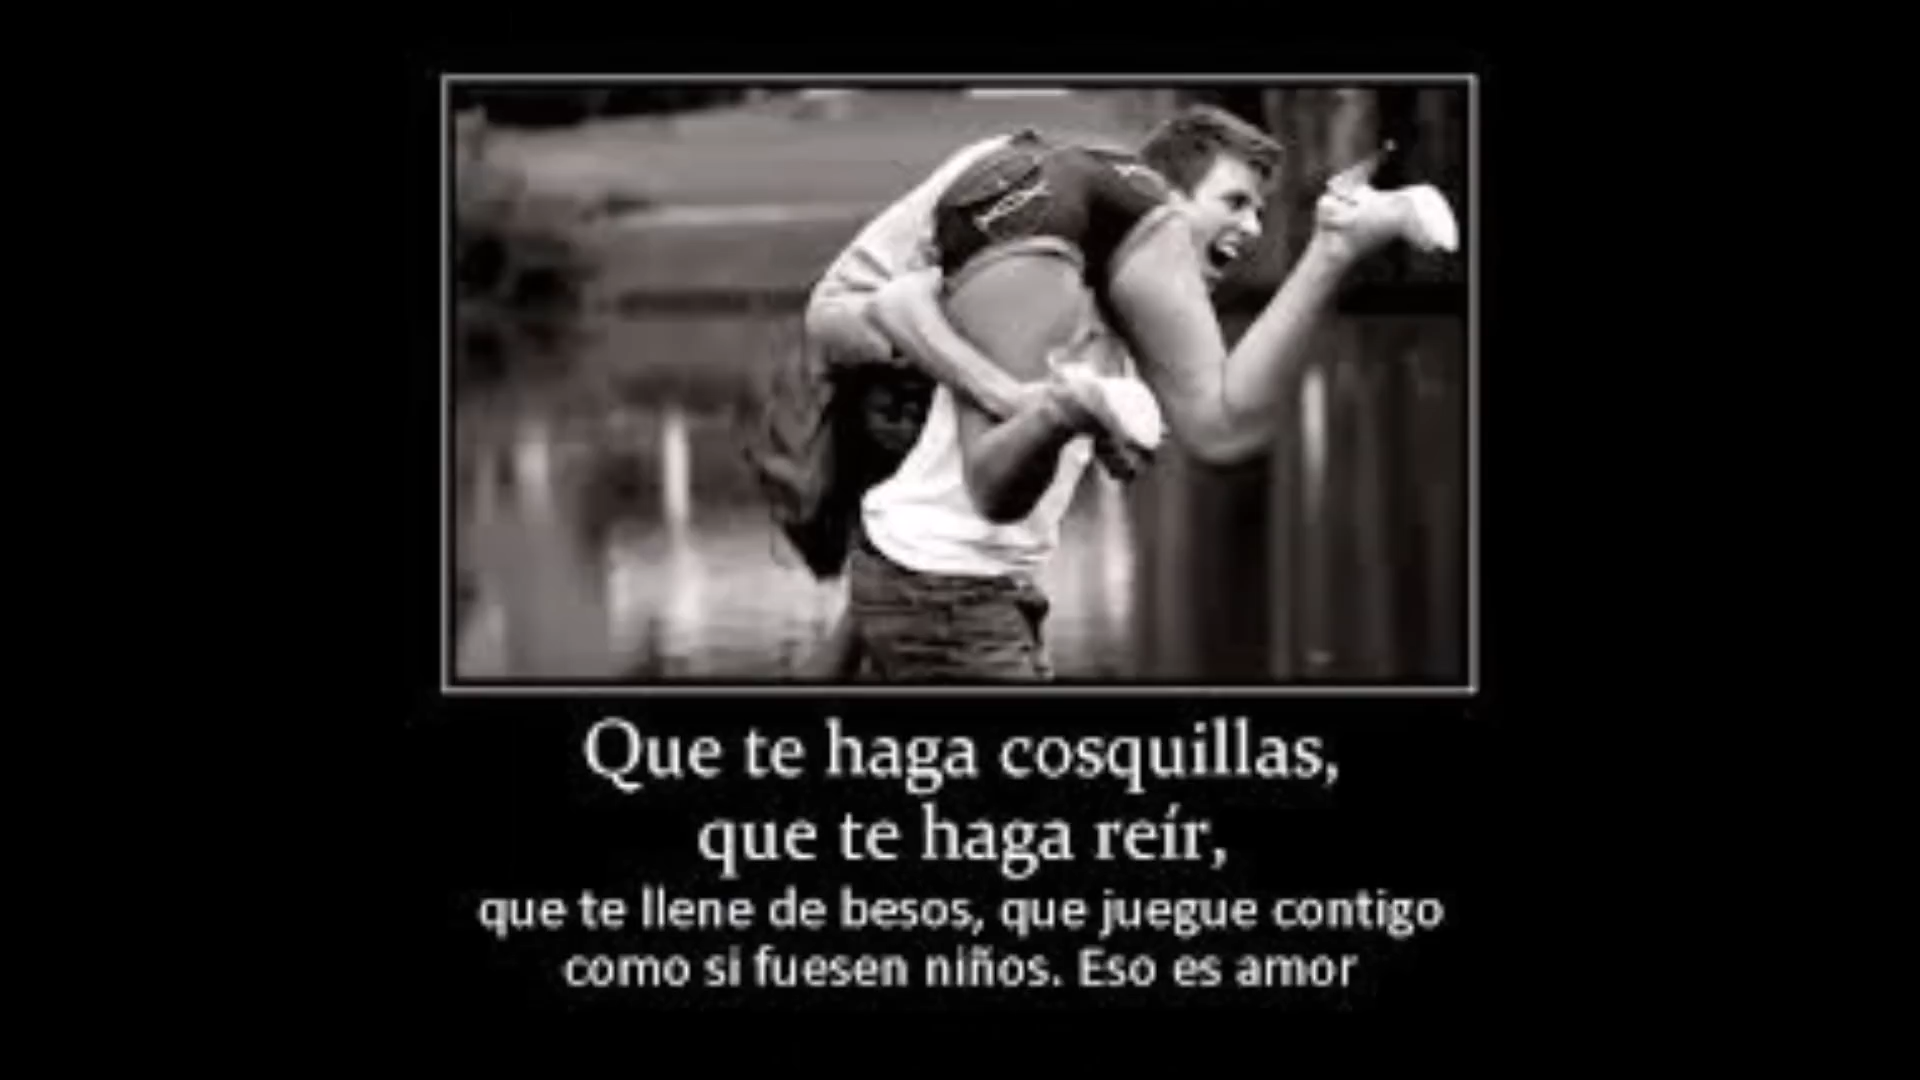 Que te haga cosquillas,
que te haga reír,
que te llene de besos, que juegue contigo
como si fuesen niños. Eso es amor